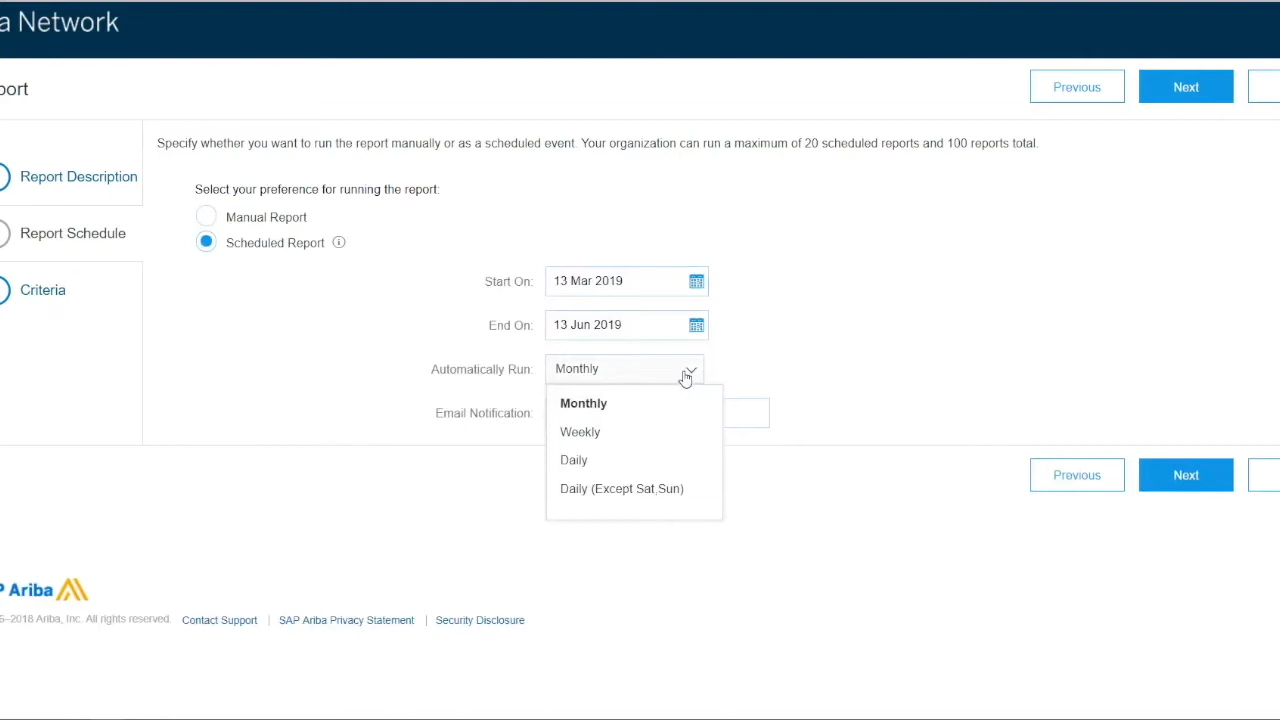 a Network
port
Previous
Next
Specify whether you want to run the report manually or as a scheduled event. Your organization can run a maximum of 20 scheduled reports and 100 reports total.
Report Description
Select your preference for running the report:
Manual Report
Report Schedule
Scheduled Report
Start On: 13 Mar 2019
Criteria
End On: 13 Jun 2019
Automatically Run: Monthly
Monthly
Email Notification:
Weekly
Daily
Daily (Except Sat,Sun)
Previous
Next
P Ariba
5–2018 Ariba, Inc. All rights reserved. Contact Support | SAP Ariba Privacy Statement | Security Disclosure